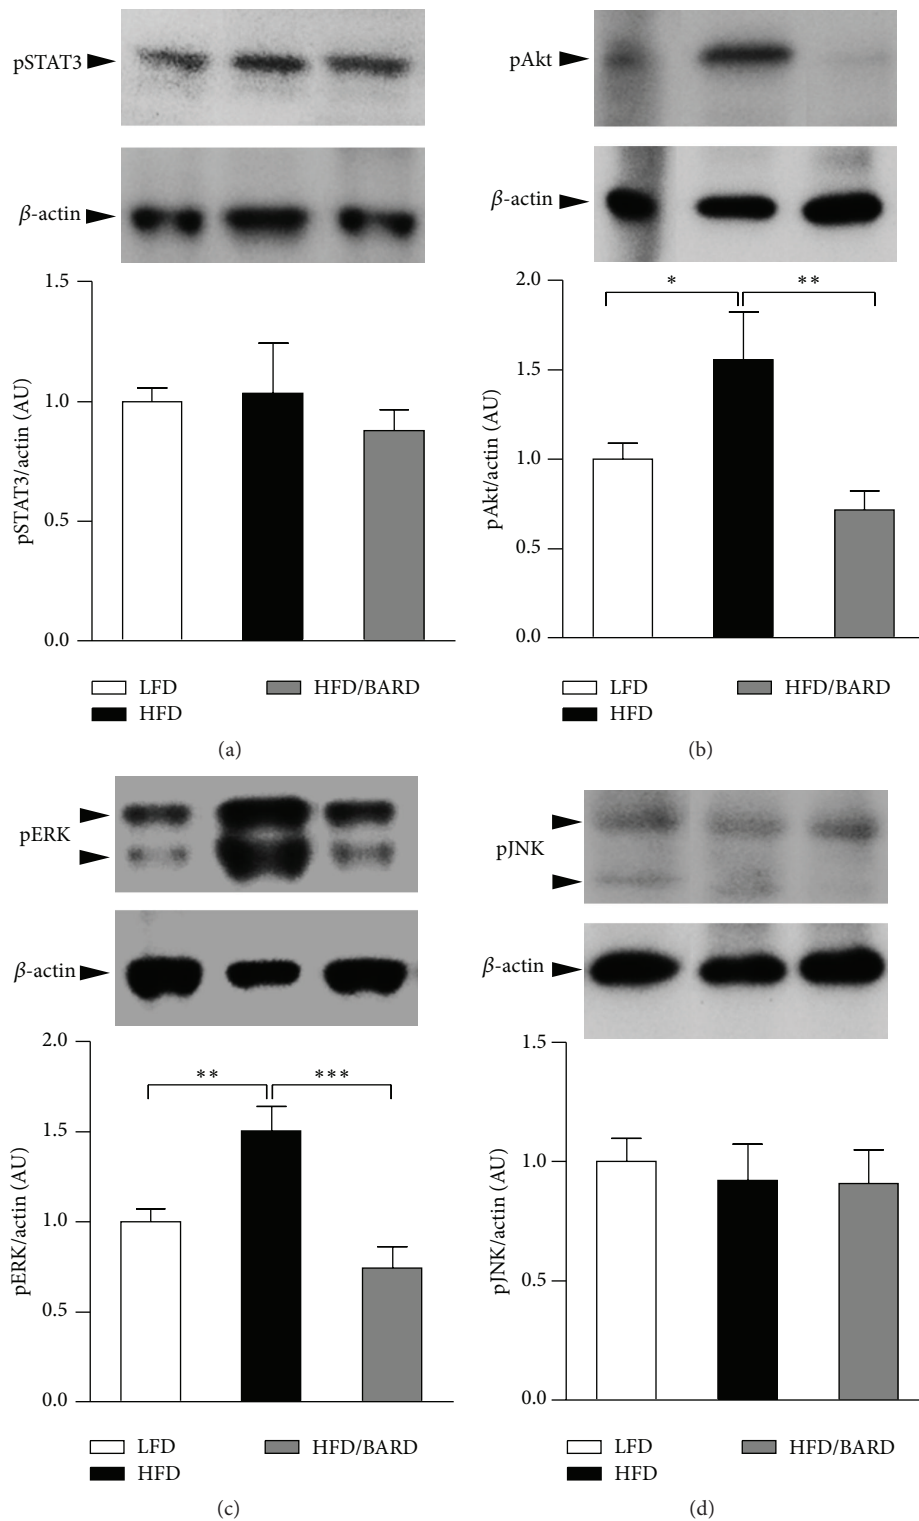 pSTAT3
β-actin
1.5
1.0
0.5
0.0
pSTAT3/actin (AU)
LFD
HFD/BARD
HFD
(a)
pAkt
β-actin
2.0
1.5
1.0
0.5
0.0
pAkt/actin (AU)
*
**
LFD
HFD/BARD
HFD
(b)
pERK
β-actin
2.0
1.5
1.0
0.5
0.0
pERK/actin (AU)
**
***
LFD
HFD/BARD
HFD
(c)
pJNK
β-actin
1.5
1.0
0.5
0.0
pJNK/actin (AU)
LFD
HFD/BARD
HFD
(d)